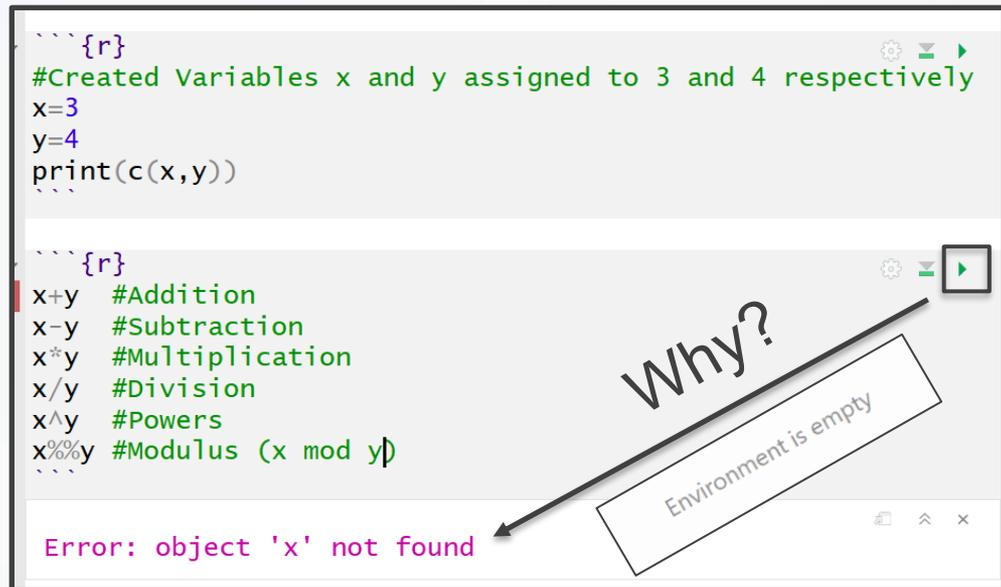 ```{r}
#Created Variables x and y assigned to 3 and 4 respectively
x=3
y=4
print(c(x,y))
```
```{r}
x+y  #Addition
x-y  #Subtraction
x*y  #Multiplication
x/y  #Division
x^y  #Powers
x%%y #Modulus (x mod y)
```
Why?
Environment is empty
Error: object 'x' not found